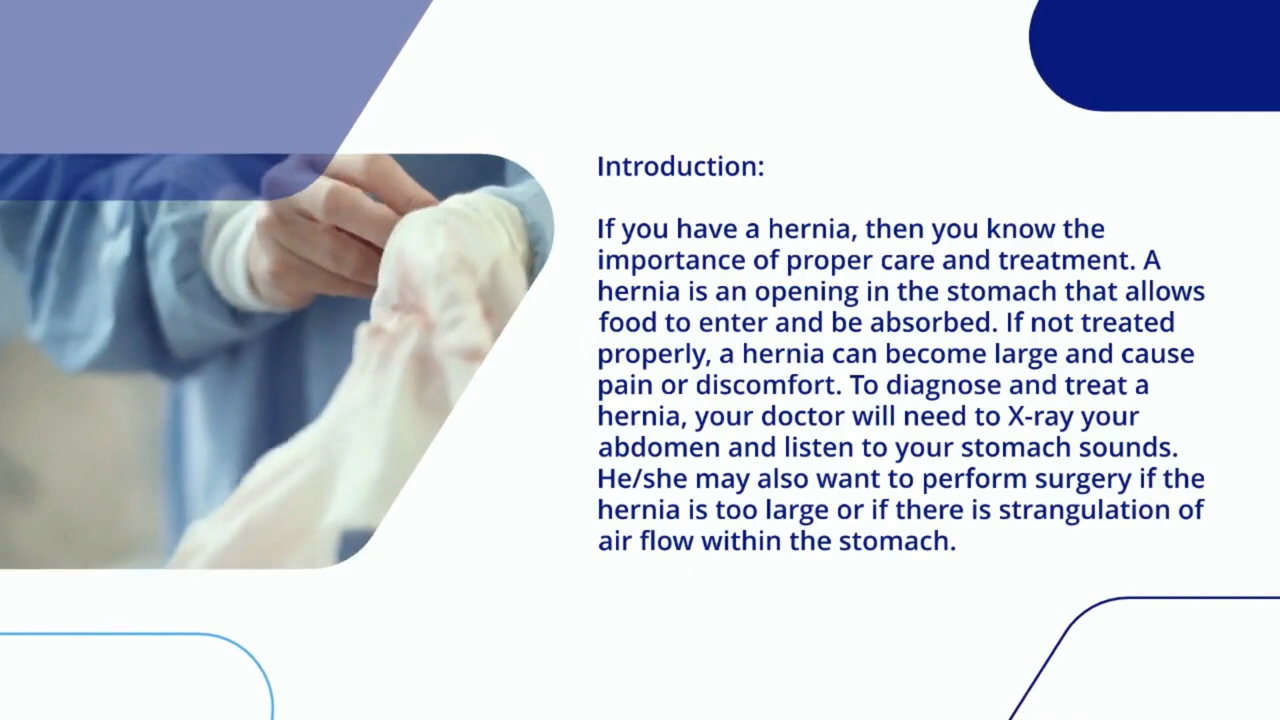 Introduction:
If you have a hernia, then you know the
importance of proper care and treatment. A
hernia is an opening in the stomach that allows
food to enter and be absorbed. If not treated
properly, a hernia can become large and cause
pain or discomfort. To diagnose and treat a
hernia, your doctor will need to X-ray your
abdomen and listen to your stomach sounds.
He/she may also want to perform surgery if the
hernia is too large or if there is strangulation of
air flow within the stomach.